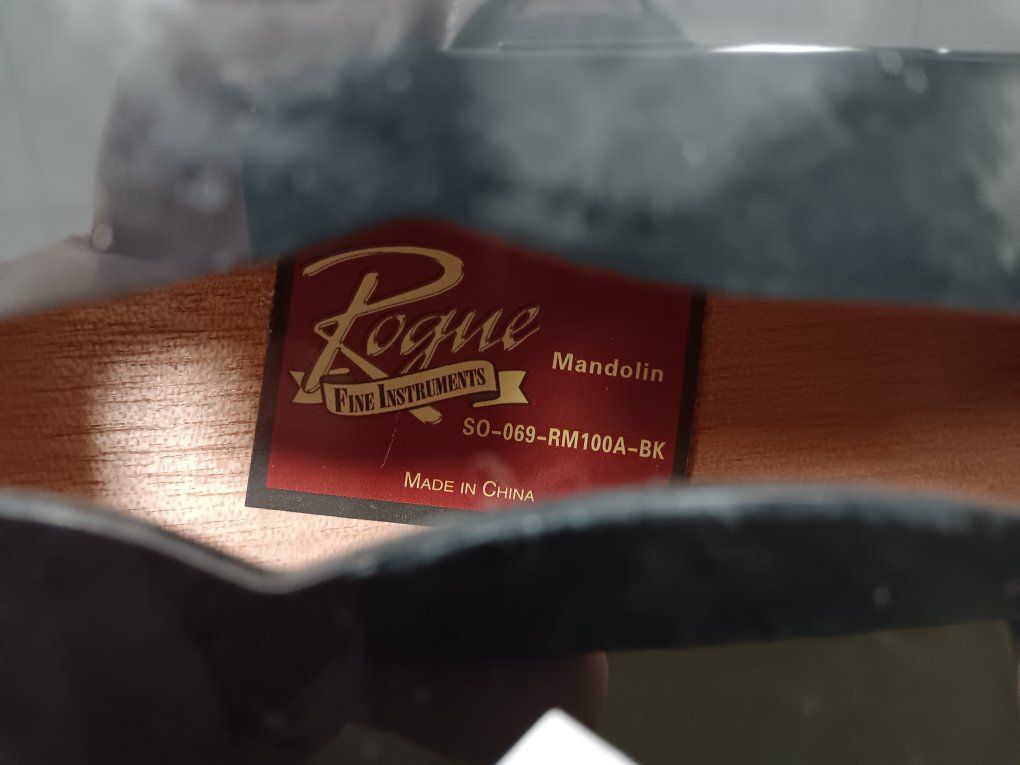 Rogue
FINE INSTRUMENTS
Mandolin
SO-069-RM100A-BK
MADE IN CHINA